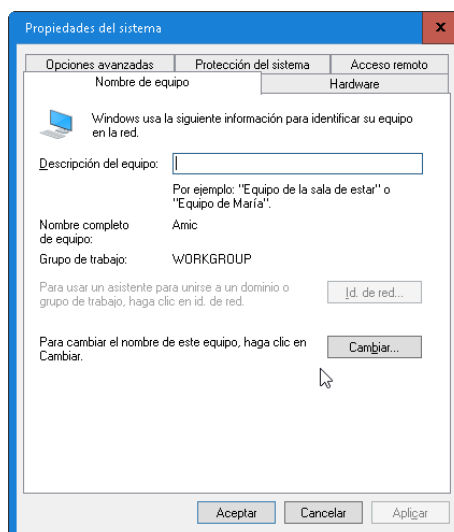 Propiedades del sistema
x
Opciones avanzadas
Protección del sistema
Acceso remoto
Nombre de equipo
Hardware
Windows usa la siguiente información para identificar su equipo
en la red.
Descripción del equipo:
Por ejemplo: "Equipo de la sala de estar" o
"Equipo de María".
Nombre completo
de equipo:
Amic
Grupo de trabajo:
WORKGROUP
Para usar un asistente para unirse a un dominio o
grupo de trabajo, haga clic en id. de red.
Id. de red...
Para cambiar el nombre de este equipo, haga clic en
Cambiar.
Cambiar...
Aceptar
Cancelar
Aplicar